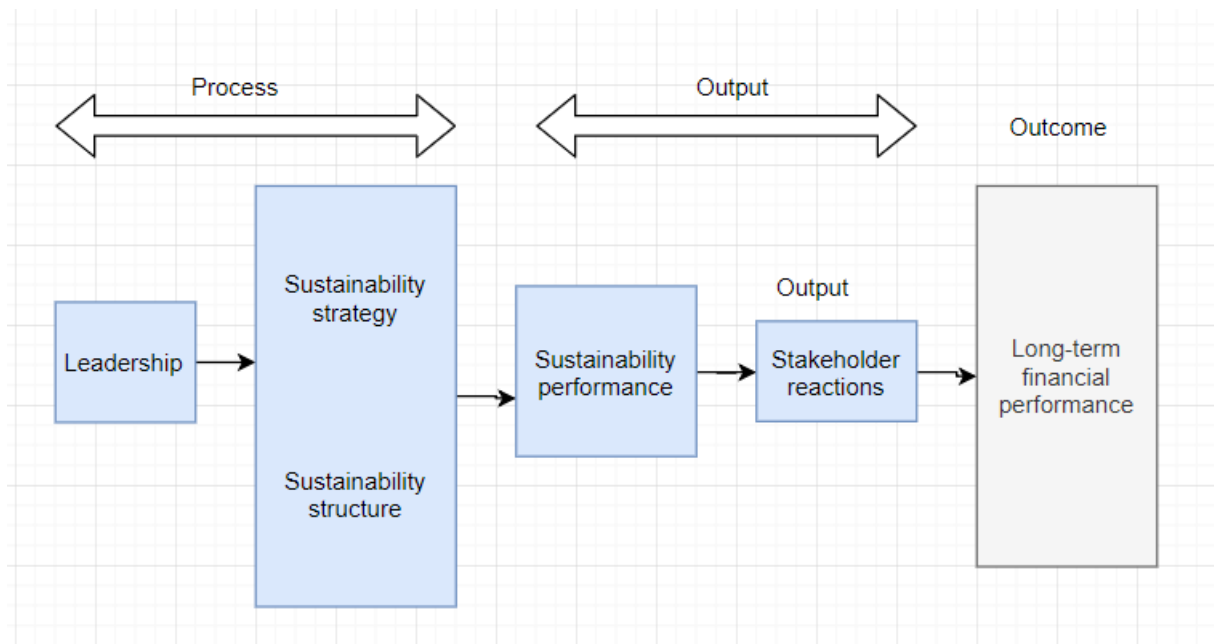 Process
Output
Outcome
Leadership
Sustainability
strategy
Sustainability
structure
Sustainability
performance
Output
Stakeholder
reactions
Long-term
financial
performance